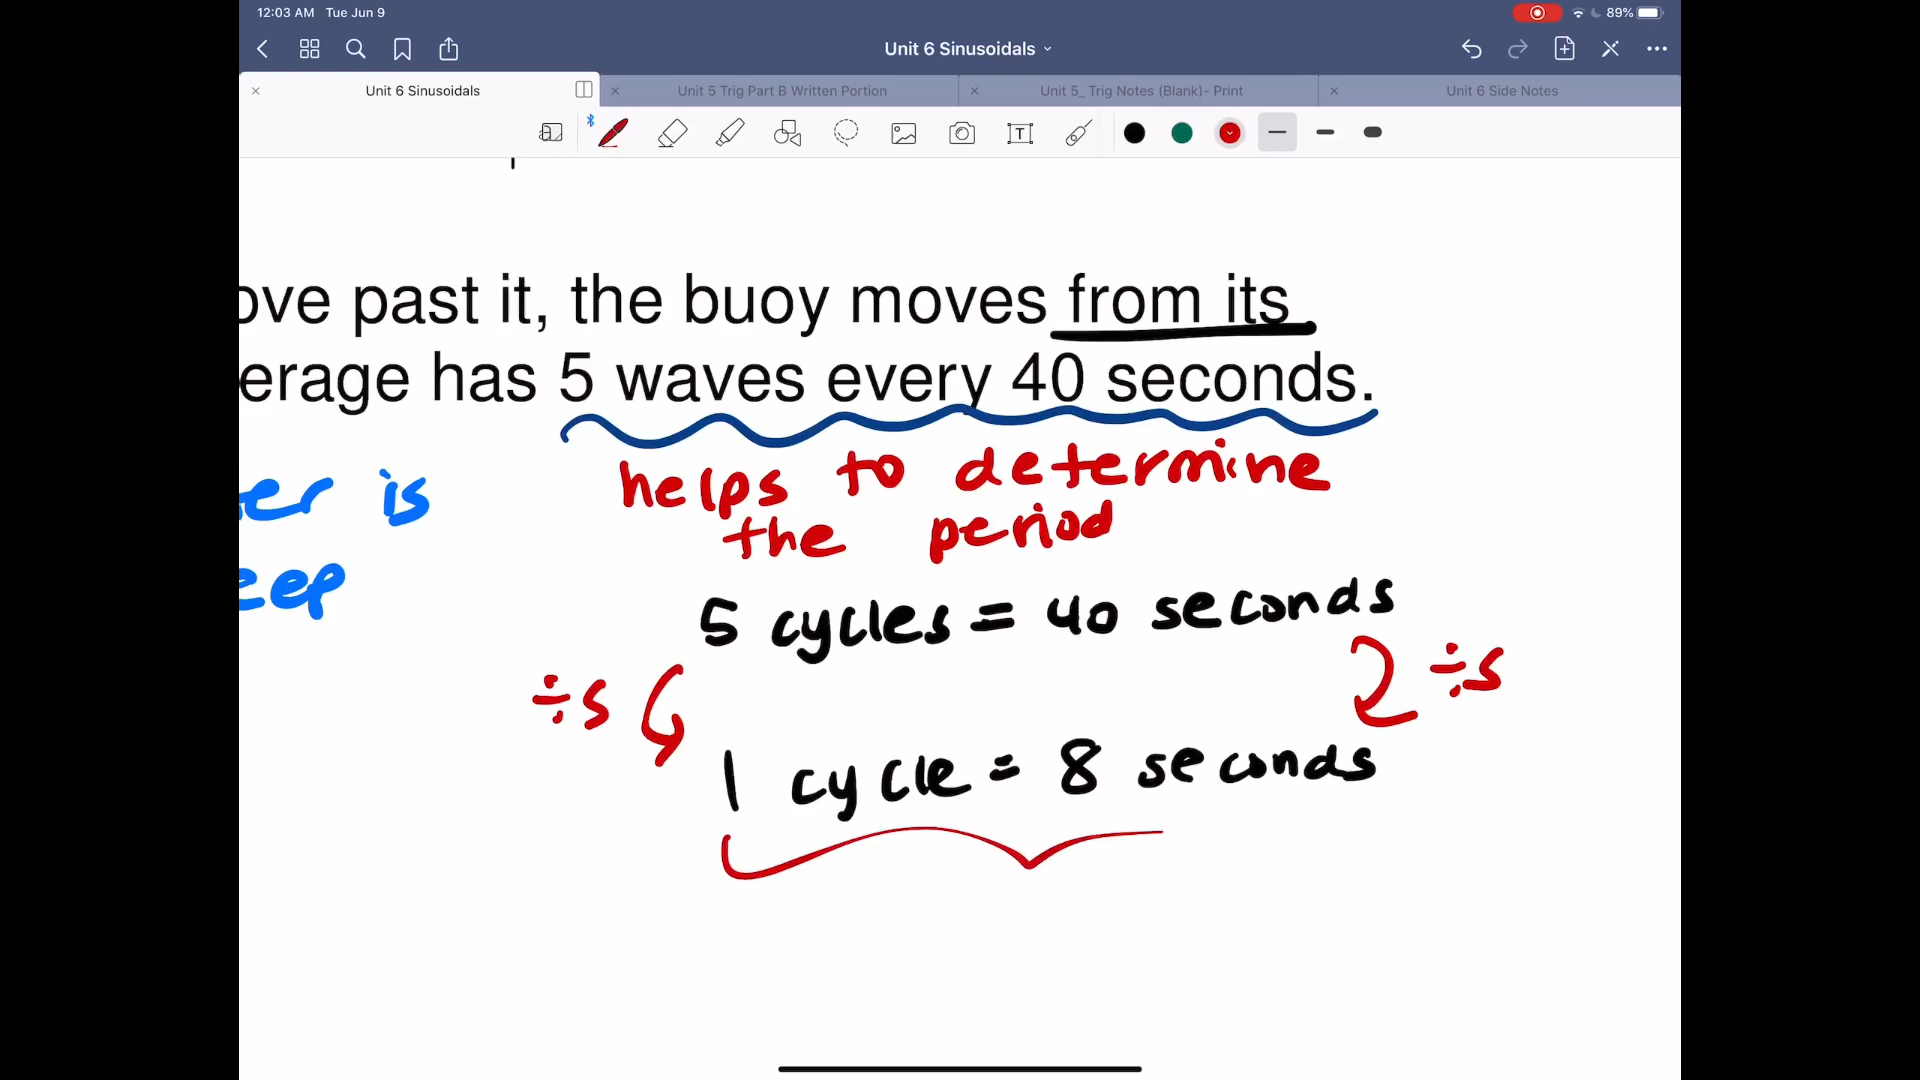 12:03 AM Tue Jun 9
89%
Unit 6 Sinusoidals
Unit 6 Sinusoidals
Unit 5 Trig Part B Written Portion
Unit 5_ Trig Notes (Blank)- Print
Unit 6 Side Notes
T
ove past it, the buoy moves from its
erage has 5 waves every 40 seconds.
er is
eep
helps to determine
the period
5 cycles = 40 seconds
÷5
÷5
1 cycle = 8 seconds